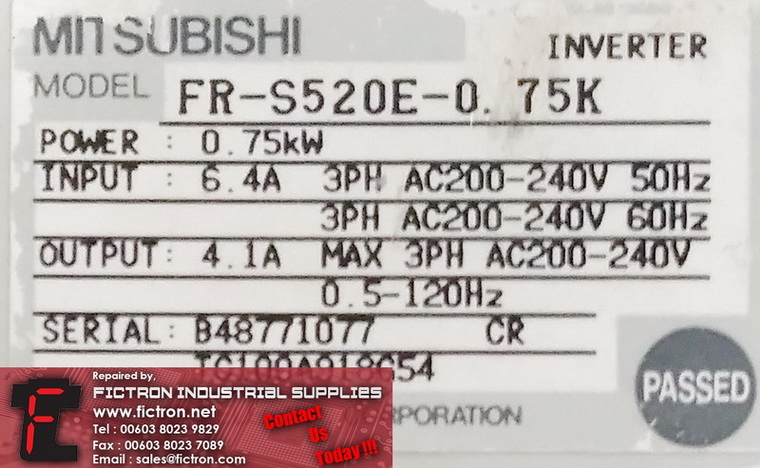 MITSUBISHI
INVERTER
MODEL FR-S520E-0.75K
POWER : 0.75kW
INPUT : 6.4A 3PH AC200-240V 50Hz
3PH AC200-240V 60Hz
OUTPUT: 4.1A MAX 3PH AC200-240V
0.5-120Hz
SERIAL: B48771077 CR
PASSED
Repaired by,
FICTRON INDUSTRIAL SUPPLIES
www.fictron.net
Tel : 00603 8023 9829
Fax : 00603 8023 7089
Email : sales@fictron.com
Contact
Us
Today !!!